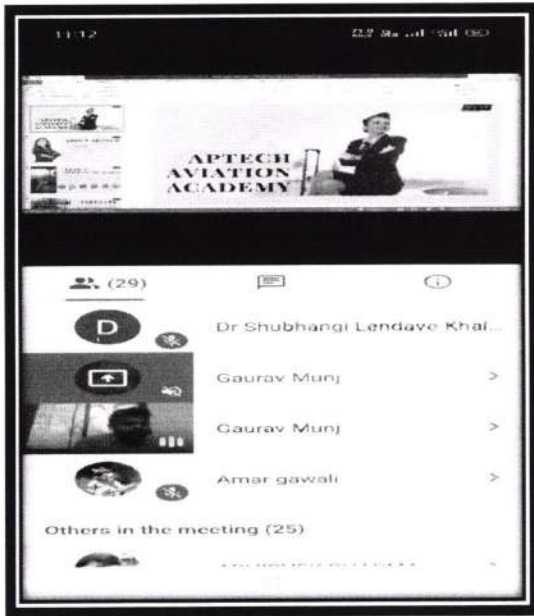 11:12
APTECH
AVIATION
ACADEMY
(29)
D
Dr Shubhangi Lendave Khal...
Gaurav Munj
Gaurav Munj
Amar gawali
Others in the meeting (25)